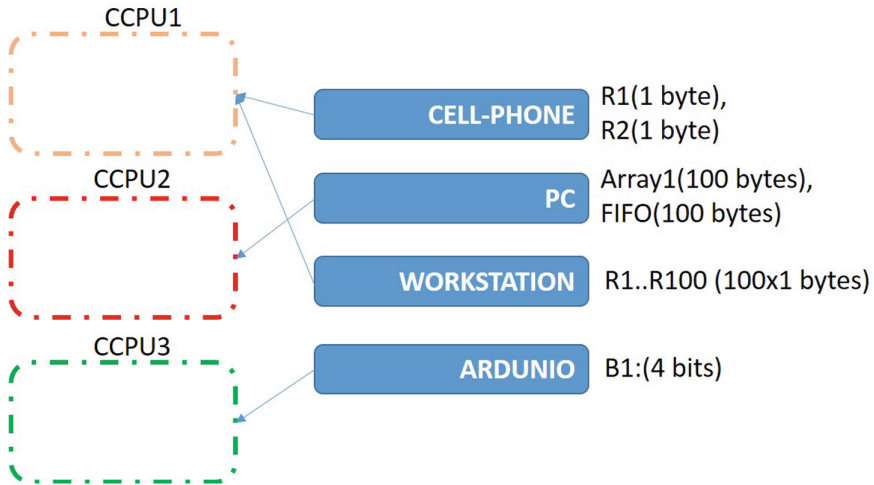 CCPU1
CELL-PHONE
R1(1 byte),
R2(1 byte)
CCPU2
PC
Array1(100 bytes),
FIFO(100 bytes)
WORKSTATION
R1..R100 (100x1 bytes)
CCPU3
ARDUNIO
B1:(4 bits)